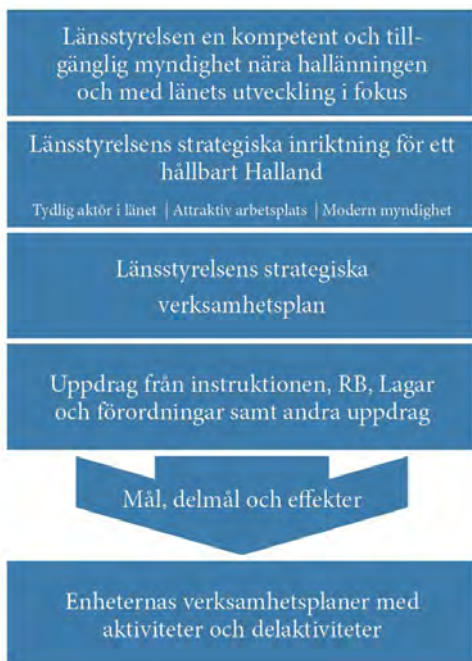 Länsstyrelsen en kompetent och till-
gänglig myndighet nära hallänningen
och med länets utveckling i fokus
Länsstyrelsens strategiska inriktning för ett
hållbart Halland
Tydlig aktör i länet | Attraktiv arbetsplats | Modern myndighet
Länsstyrelsens strategiska
verksamhetsplan
Uppdrag från instruktionen, RB, Lagar
och förordningar samt andra uppdrag
Mål, delmål och effekter
Enheternas verksamhetsplaner med
aktiviteter och delaktiviteter